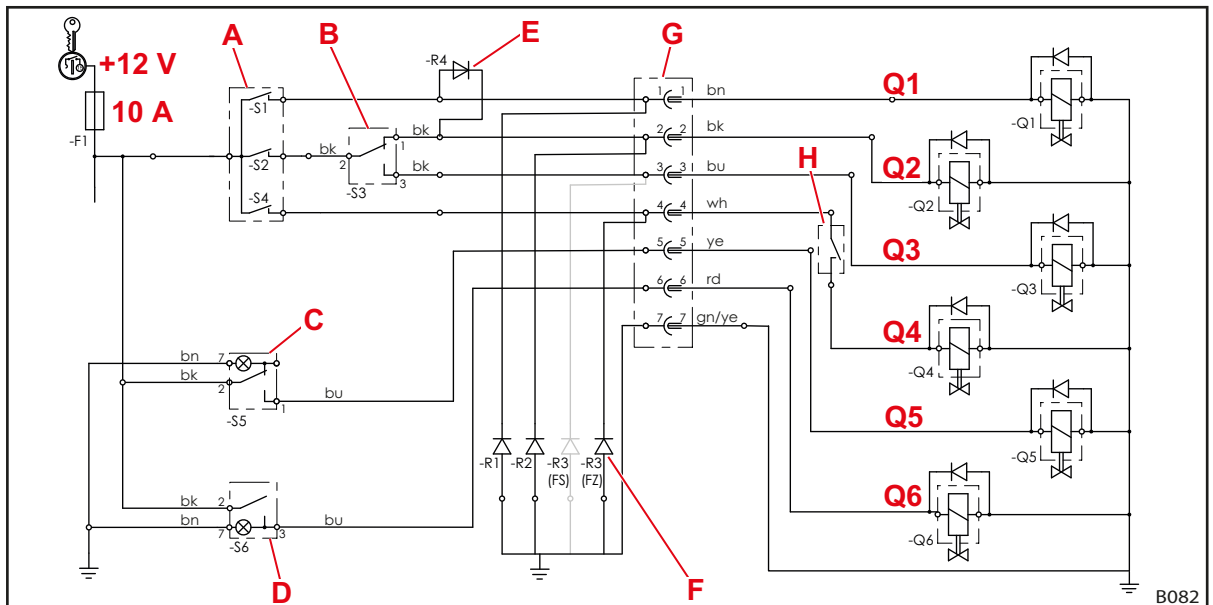 A
B
E
G
+12 V
-R4
10 A
-S1
1 1
bn
Q1
-Q1
-F1
bk
1
2 2
bk
H
Q2
bk
2
-S2
bk
3
-S3
3 3
bu
-Q2
-S4
4 4
wh
5 5
ye
Q3
-Q3
6 6
rd
C
7 7
gn/ye
Q4
-Q4
bn
7
bk
2
bu
1
-S5
Q5
-Q5
-R1
-R2
-R3
(FS)
-R3
(FZ)
bk
2
bn
7
bu
3
-S6
Q6
-Q6
D
F
B082